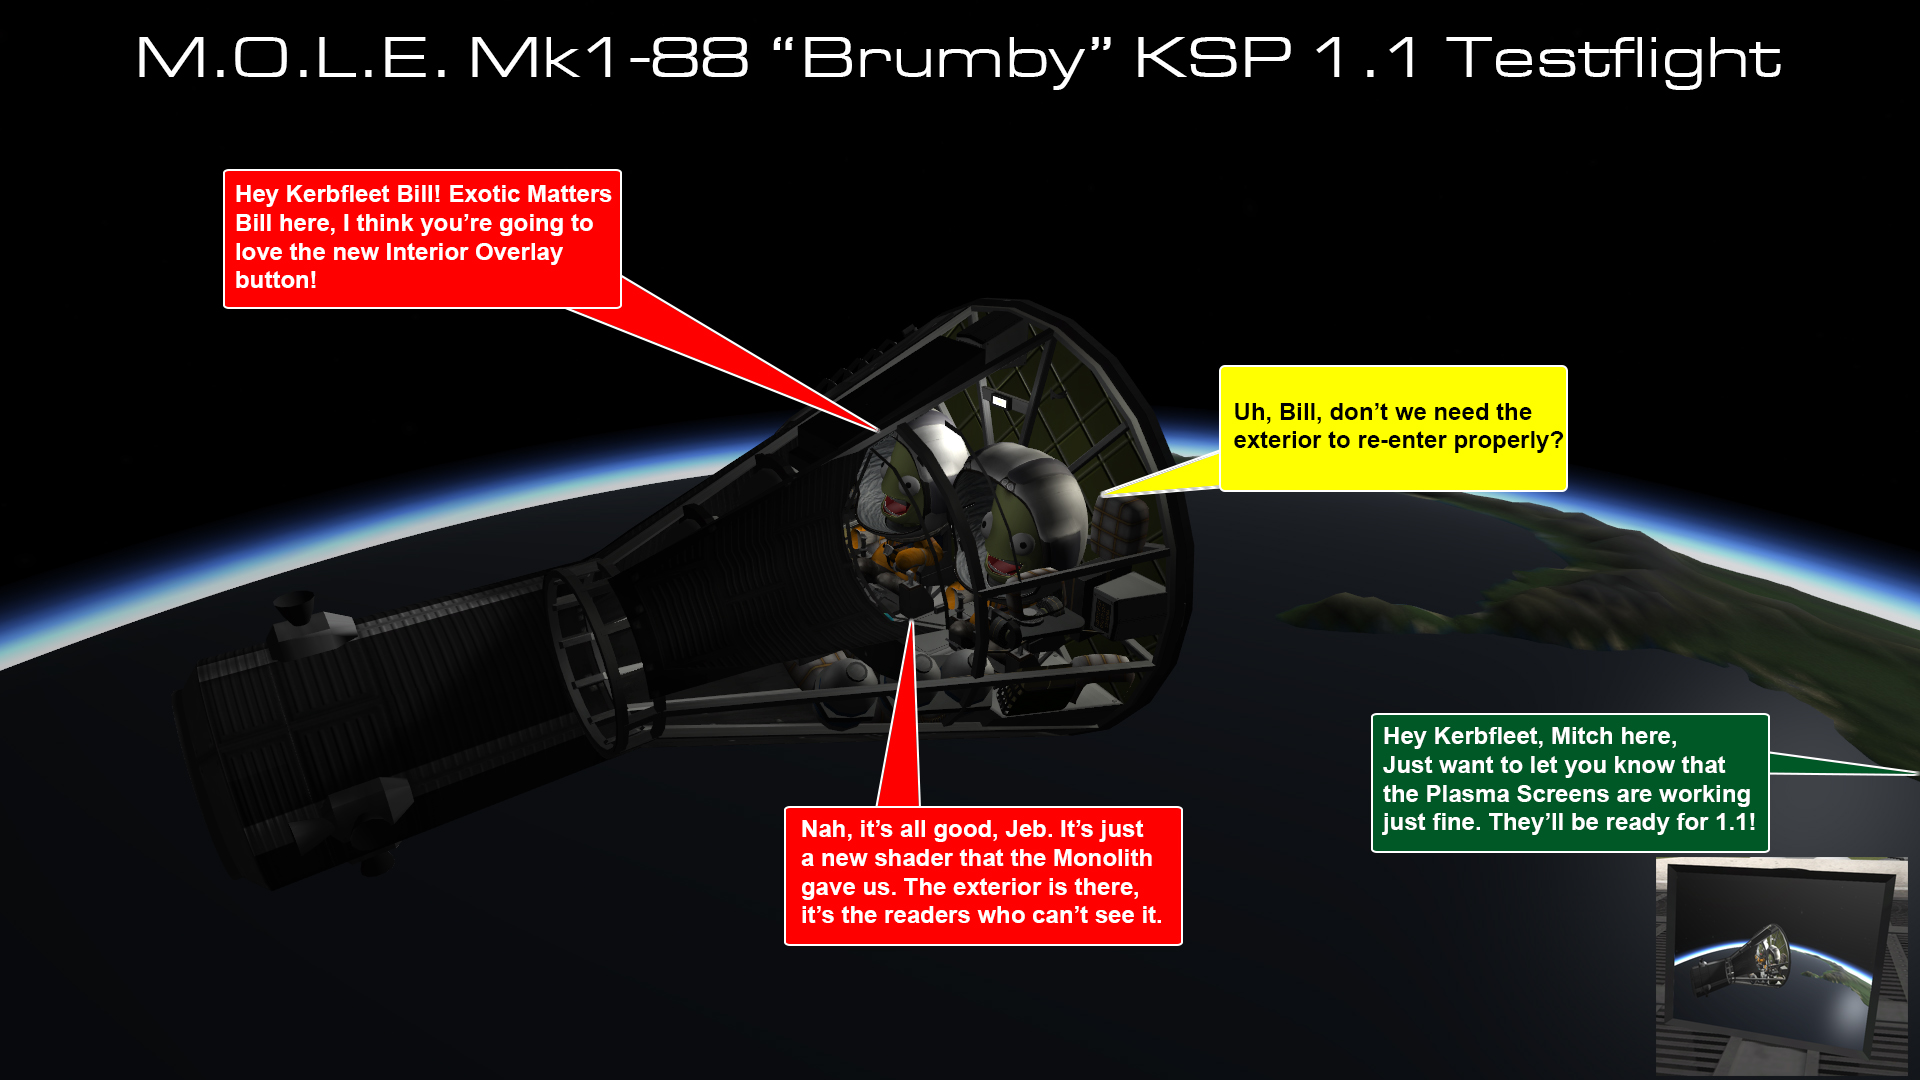 M.O.L.E. Mk1-88 “Brumby” KSP 1.1 Testflight
Hey Kerbfleet Bill! Exotic Matters
Bill here, I think you’re going to
love the new Interior Overlay
button!
Uh, Bill, don’t we need the
exterior to re-enter properly?
Nah, it’s all good, Jeb. It’s just
a new shader that the Monolith
gave us. The exterior is there,
it’s the readers who can’t see it.
Hey Kerbfleet, Mitch here,
Just want to let you know that
the Plasma Screens are working
just fine. They’ll be ready for 1.1!